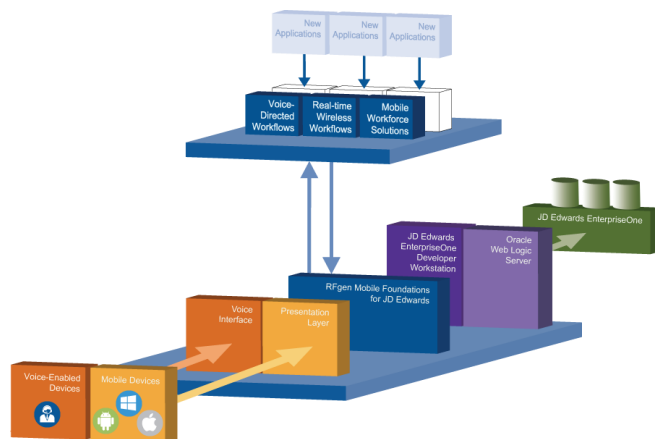 New
Applications
New
Applications
New
Applications
Voice-
Directed
Workflows
Real-time
Wireless
Workflows
Mobile
Workforce
Solutions
JD Edwards EnterpriseOne
JD Edwards
EnterpriseOne
Developer
Workstation
Oracle
Web Logic
Server
RFgen Mobile Foundations
for JD Edwards
Voice
Interface
Presentation
Layer
Voice-Enabled
Devices
Mobile Devices